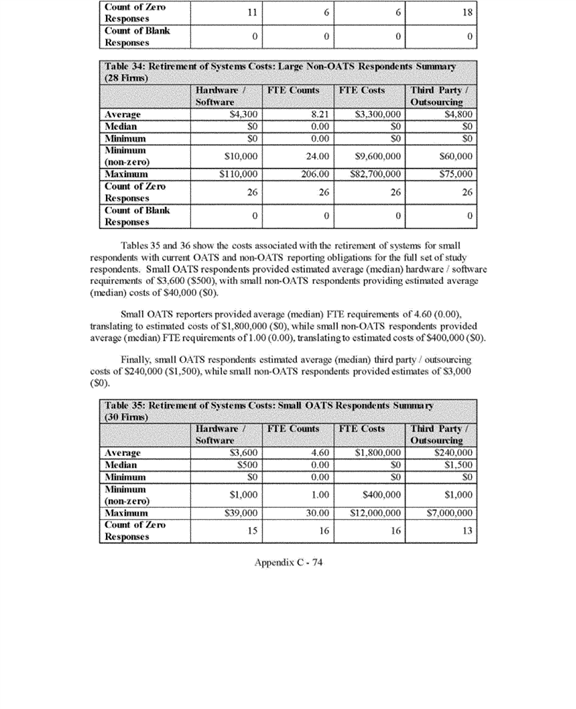 Count of Zero Responses 11 6 6 18
Count of Blank Responses 0 0 0 0
Table 34: Retirement of Systems Costs: Large Non-OATS Respondents Summary
(28 Firms)
Hardware / Software FTE Counts FTE Costs Third Party / Outsourcing
Average $4,300 8.21 $3,300,000 $4,800
Median $0 0.00 $0 $0
Minimum $0 0.00 $0 $0
Minimum (non-zero) $10,000 24.00 $9,600,000 $60,000
Maximum $110,000 206.00 $82,700,000 $75,000
Count of Zero Responses 26 26 26 26
Count of Blank Responses 0 0 0 0
Tables 35 and 36 show the costs associated with the retirement of systems for small
respondents with current OATS and non-OATS reporting obligations for the full set of study
respondents. Small OATS respondents provided estimated average (median) hardware / software
requirements of $3,600 ($500), with small non-OATS respondents providing estimated average
(median) costs of $40,000 ($0).
Small OATS reporters provided average (median) FTE requirements of 4.60 (0.00),
translating to estimated costs of $1,800,000 ($0), while small non-OATS respondents provided
average (median) FTE requirements of 1.00 (0.00), translating to estimated costs of $400,000 ($0).
Finally, small OATS respondents estimated average (median) third party / outsourcing
costs of $240,000 ($1,500), while small non-OATS respondents provided estimates of $3,000
($0).
Table 35: Retirement of Systems Costs: Small OATS Respondents Summary
(30 Firms)
Hardware / Software FTE Counts FTE Costs Third Party / Outsourcing
Average $3,600 4.60 $1,800,000 $240,000
Median $500 0.00 $0 $1,500
Minimum $0 0.00 $0 $0
Minimum (non-zero) $1,000 1.00 $400,000 $1,000
Maximum $39,000 30.00 $12,000,000 $7,000,000
Count of Zero Responses 15 16 16 13
Appendix C - 74